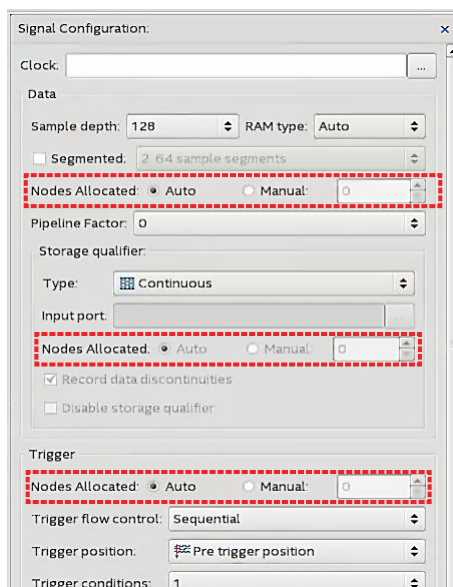 Signal Configuration: ×
Clock: ...
Data
Sample depth: 128 RAM type: Auto
Segmented: 2 64 sample segments
Nodes Allocated: Auto Manual: 0
Pipeline Factor: 0
Storage qualifier:
Type: Continuous
Input port: ...
Nodes Allocated: Auto Manual: 0
Record data discontinuities
Disable storage qualifier
Trigger
Nodes Allocated: Auto Manual: 0
Trigger flow control: Sequential
Trigger position: Pre trigger position
Trigger conditions: 1